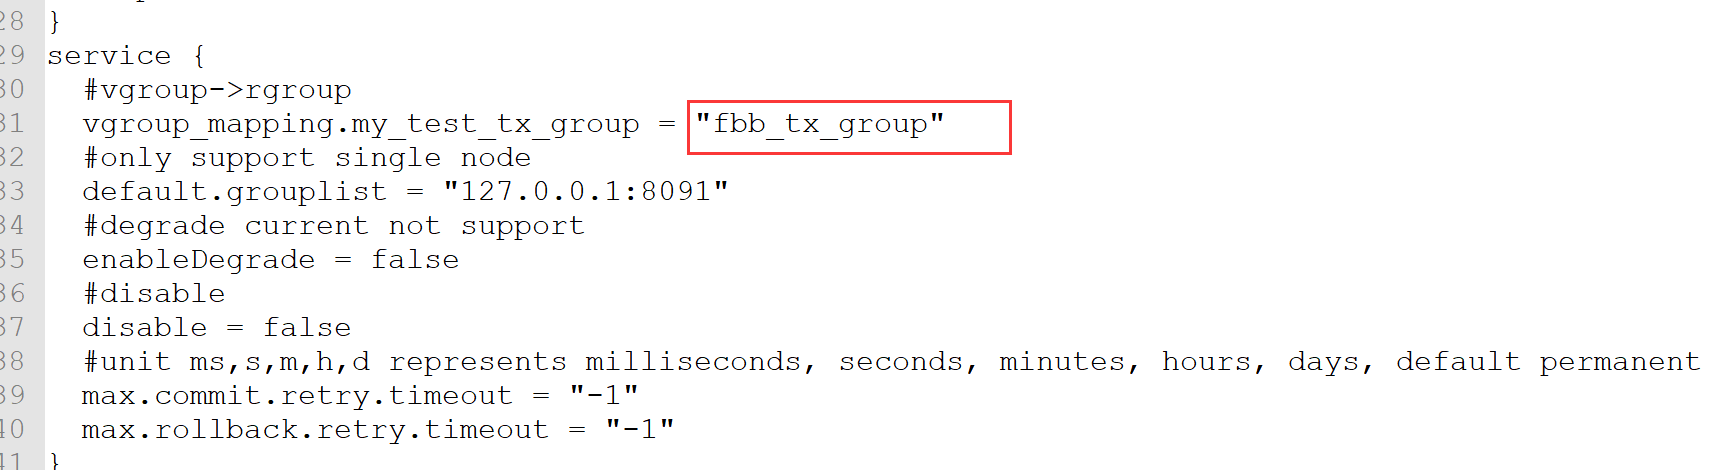 28 }
29 service {
30   #vgroup->rgroup
31   vgroup_mapping.my_test_tx_group = "fbb_tx_group"
32   #only support single node
33   default.grouplist = "127.0.0.1:8091"
34   #degrade current not support
35   enableDegrade = false
36   #disable
37   disable = false
38   #unit ms,s,m,h,d represents milliseconds, seconds, minutes, hours, days, default permanent
39   max.commit.retry.timeout = "-1"
40   max.rollback.retry.timeout = "-1"
41 }